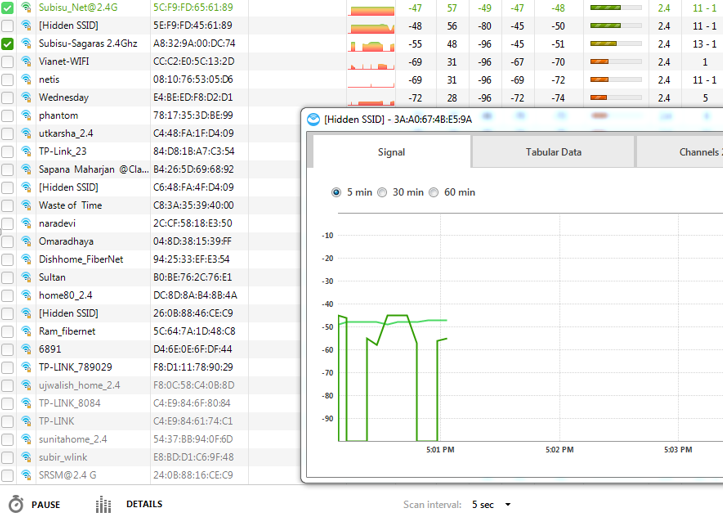 Subisu_Net@2.4G 5C:F9:FD:65:61:89 -47 57 -49 -47 -48 2.4 11 - 1
[Hidden SSID] 5E:F9:FD:45:61:89 -48 56 -80 -45 -50 2.4 11 - 1
Subisu-Sagaras 2.4Ghz A8:32:9A:00:DC:74 -55 48 -96 -45 -51 2.4 13 - 1
Vianet-WIFI CC:C2:E0:5C:13:2D -69 31 -96 -67 -70 2.4 1
netis 08:10:76:53:05:D6 -69 31 -96 -69 -72 2.4 11 - 1
Wednesday E4:BE:ED:F8:D2:D1 -72 28 -96 -72 -74 2.4 5
phantom 78:17:35:3D:BE:99
[Hidden SSID] - 3A:A0:67:4B:E5:9A
utkarsha_2.4 C4:48:FA:1F:D4:09
TP-Link_23 84:D8:1B:A7:C3:54
Signal Tabular Data Channels 2
Sapana Maharjan @Cla... B4:26:5D:69:68:92
[Hidden SSID] C6:48:FA:4F:D4:09
5 min 30 min 60 min
Waste of Time C8:3A:35:39:40:00
naradevi 2C:CF:58:18:E3:50
Omaradhaya 04:8D:38:15:39:FF
Dishhome_FiberNet 94:25:33:EF:E3:54
Sultan B0:BE:76:2C:76:E1
home80_2.4 DC:8D:8A:B4:8B:4A
[Hidden SSID] 26:0B:88:46:CE:C9
Ram_fibernet 5C:64:7A:1D:48:C8
6891 D4:6E:0E:6F:DF:44
TP-LINK_789029 F8:D1:11:78:90:29
ujwalish_home_2.4 F8:0C:58:C4:0B:8D
TP-LINK_8084 C4:E9:84:6F:80:84
TP-LINK C4:E9:84:61:74:C1
sunitahome_2.4 54:37:BB:94:0F:6D
subir_wlink E8:BD:D1:C6:9F:48
SRSM@2.4 G 24:0B:88:16:CE:C9
-10
-20
-30
-40
-50
-60
-70
-80
-90
5:01 PM 5:02 PM 5:03 PM
PAUSE DETAILS Scan interval: 5 sec